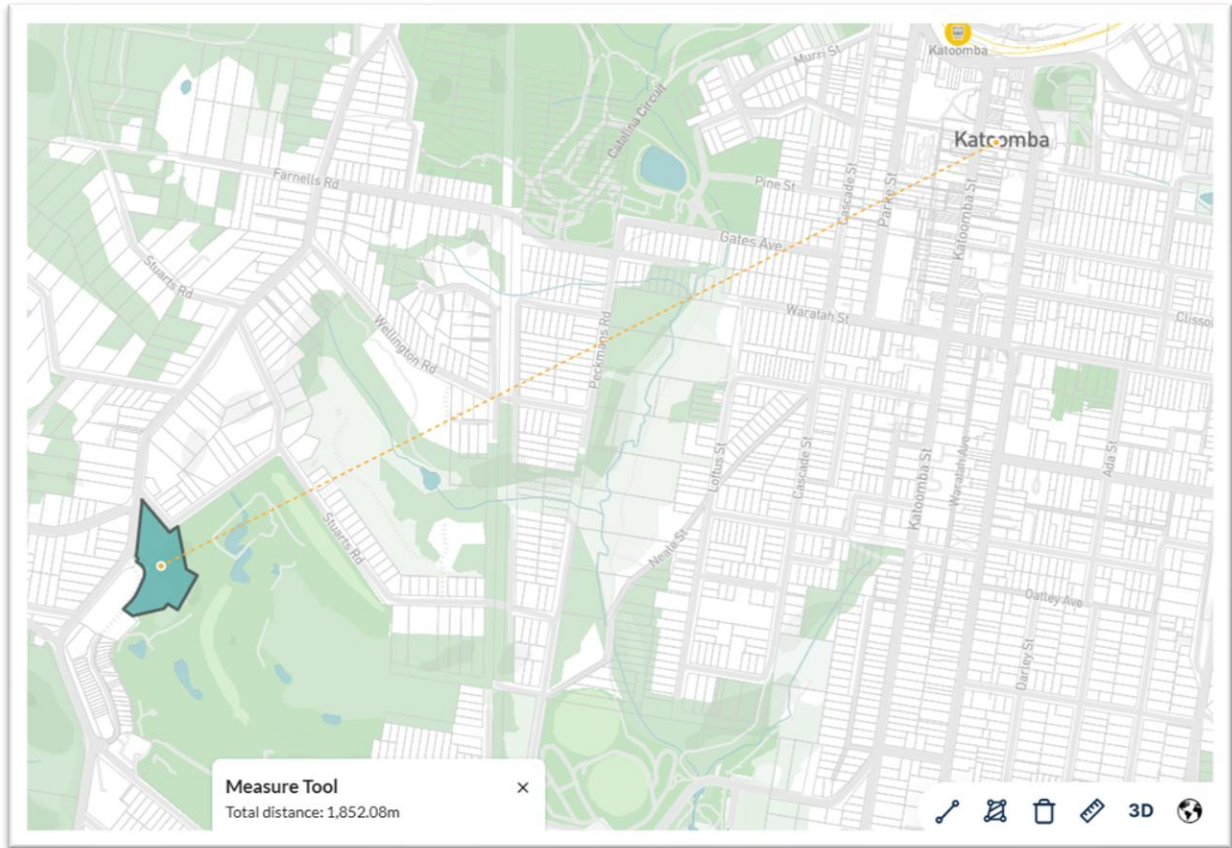 Katoomba
Murri St
Catalina Circuit
Katoomba
Farnells Rd
Pine St
Cascade St
Parke St
Katoomba St
Gates Ave
Stuarts Rd
Waratah St
Clissol
Wellington Rd
Peckmans Rd
Loftus St
Cascade St
Katoomba St
Waratah Ave
Ada St
Stuarts Rd
Neale St
Oatley Ave
Darley St
Measure Tool ×
Total distance: 1,852.08m
3D